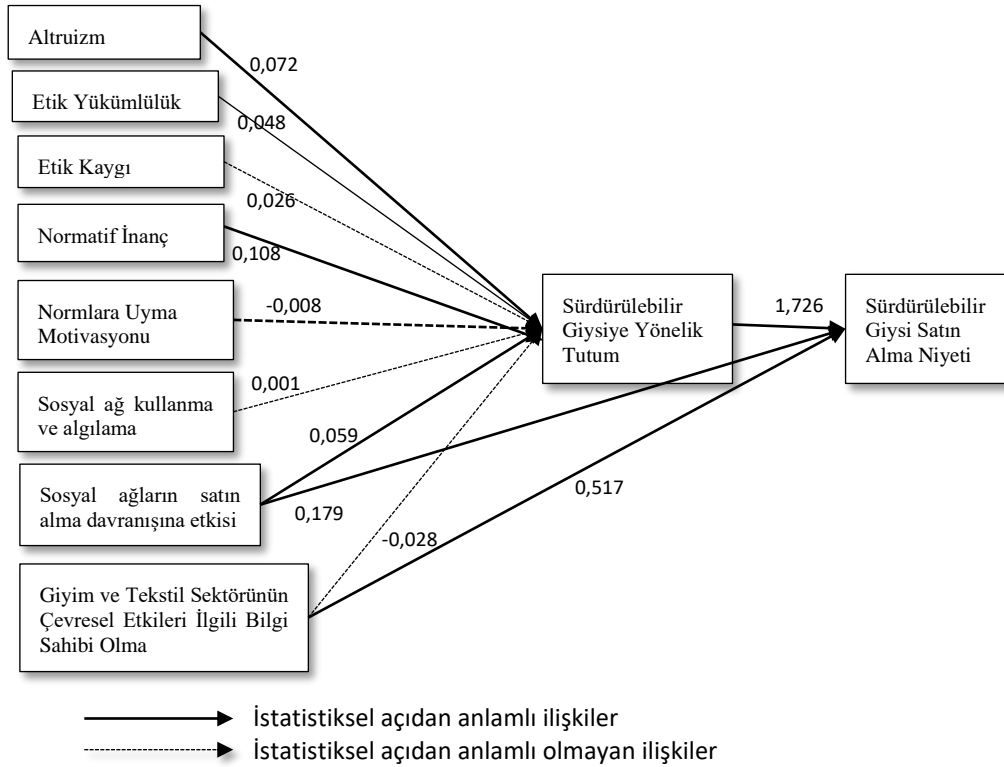 Altruizm
0,072
Etik Yükümlülük
0,048
Etik Kaygı
0,026
Normatif İnanç
0,108
Normlara Uyma
Motivasyonu
-0,008
Sürdürülebilir
Giysiye Yönelik
Tutum
1,726
Sürdürülebilir
Giysi Satın
Alma Niyeti
Sosyal ağ kullanma
ve algılama
0,001
0,059
Sosyal ağların satın
alma davranışına etkisi
0,179
0,517
-0,028
Giyim ve Tekstil Sektörünün
Çevresel Etkileri İlgili Bilgi
Sahibi Olma
İstatistiksel açıdan anlamlı ilişkiler
İstatistiksel açıdan anlamlı olmayan ilişkiler